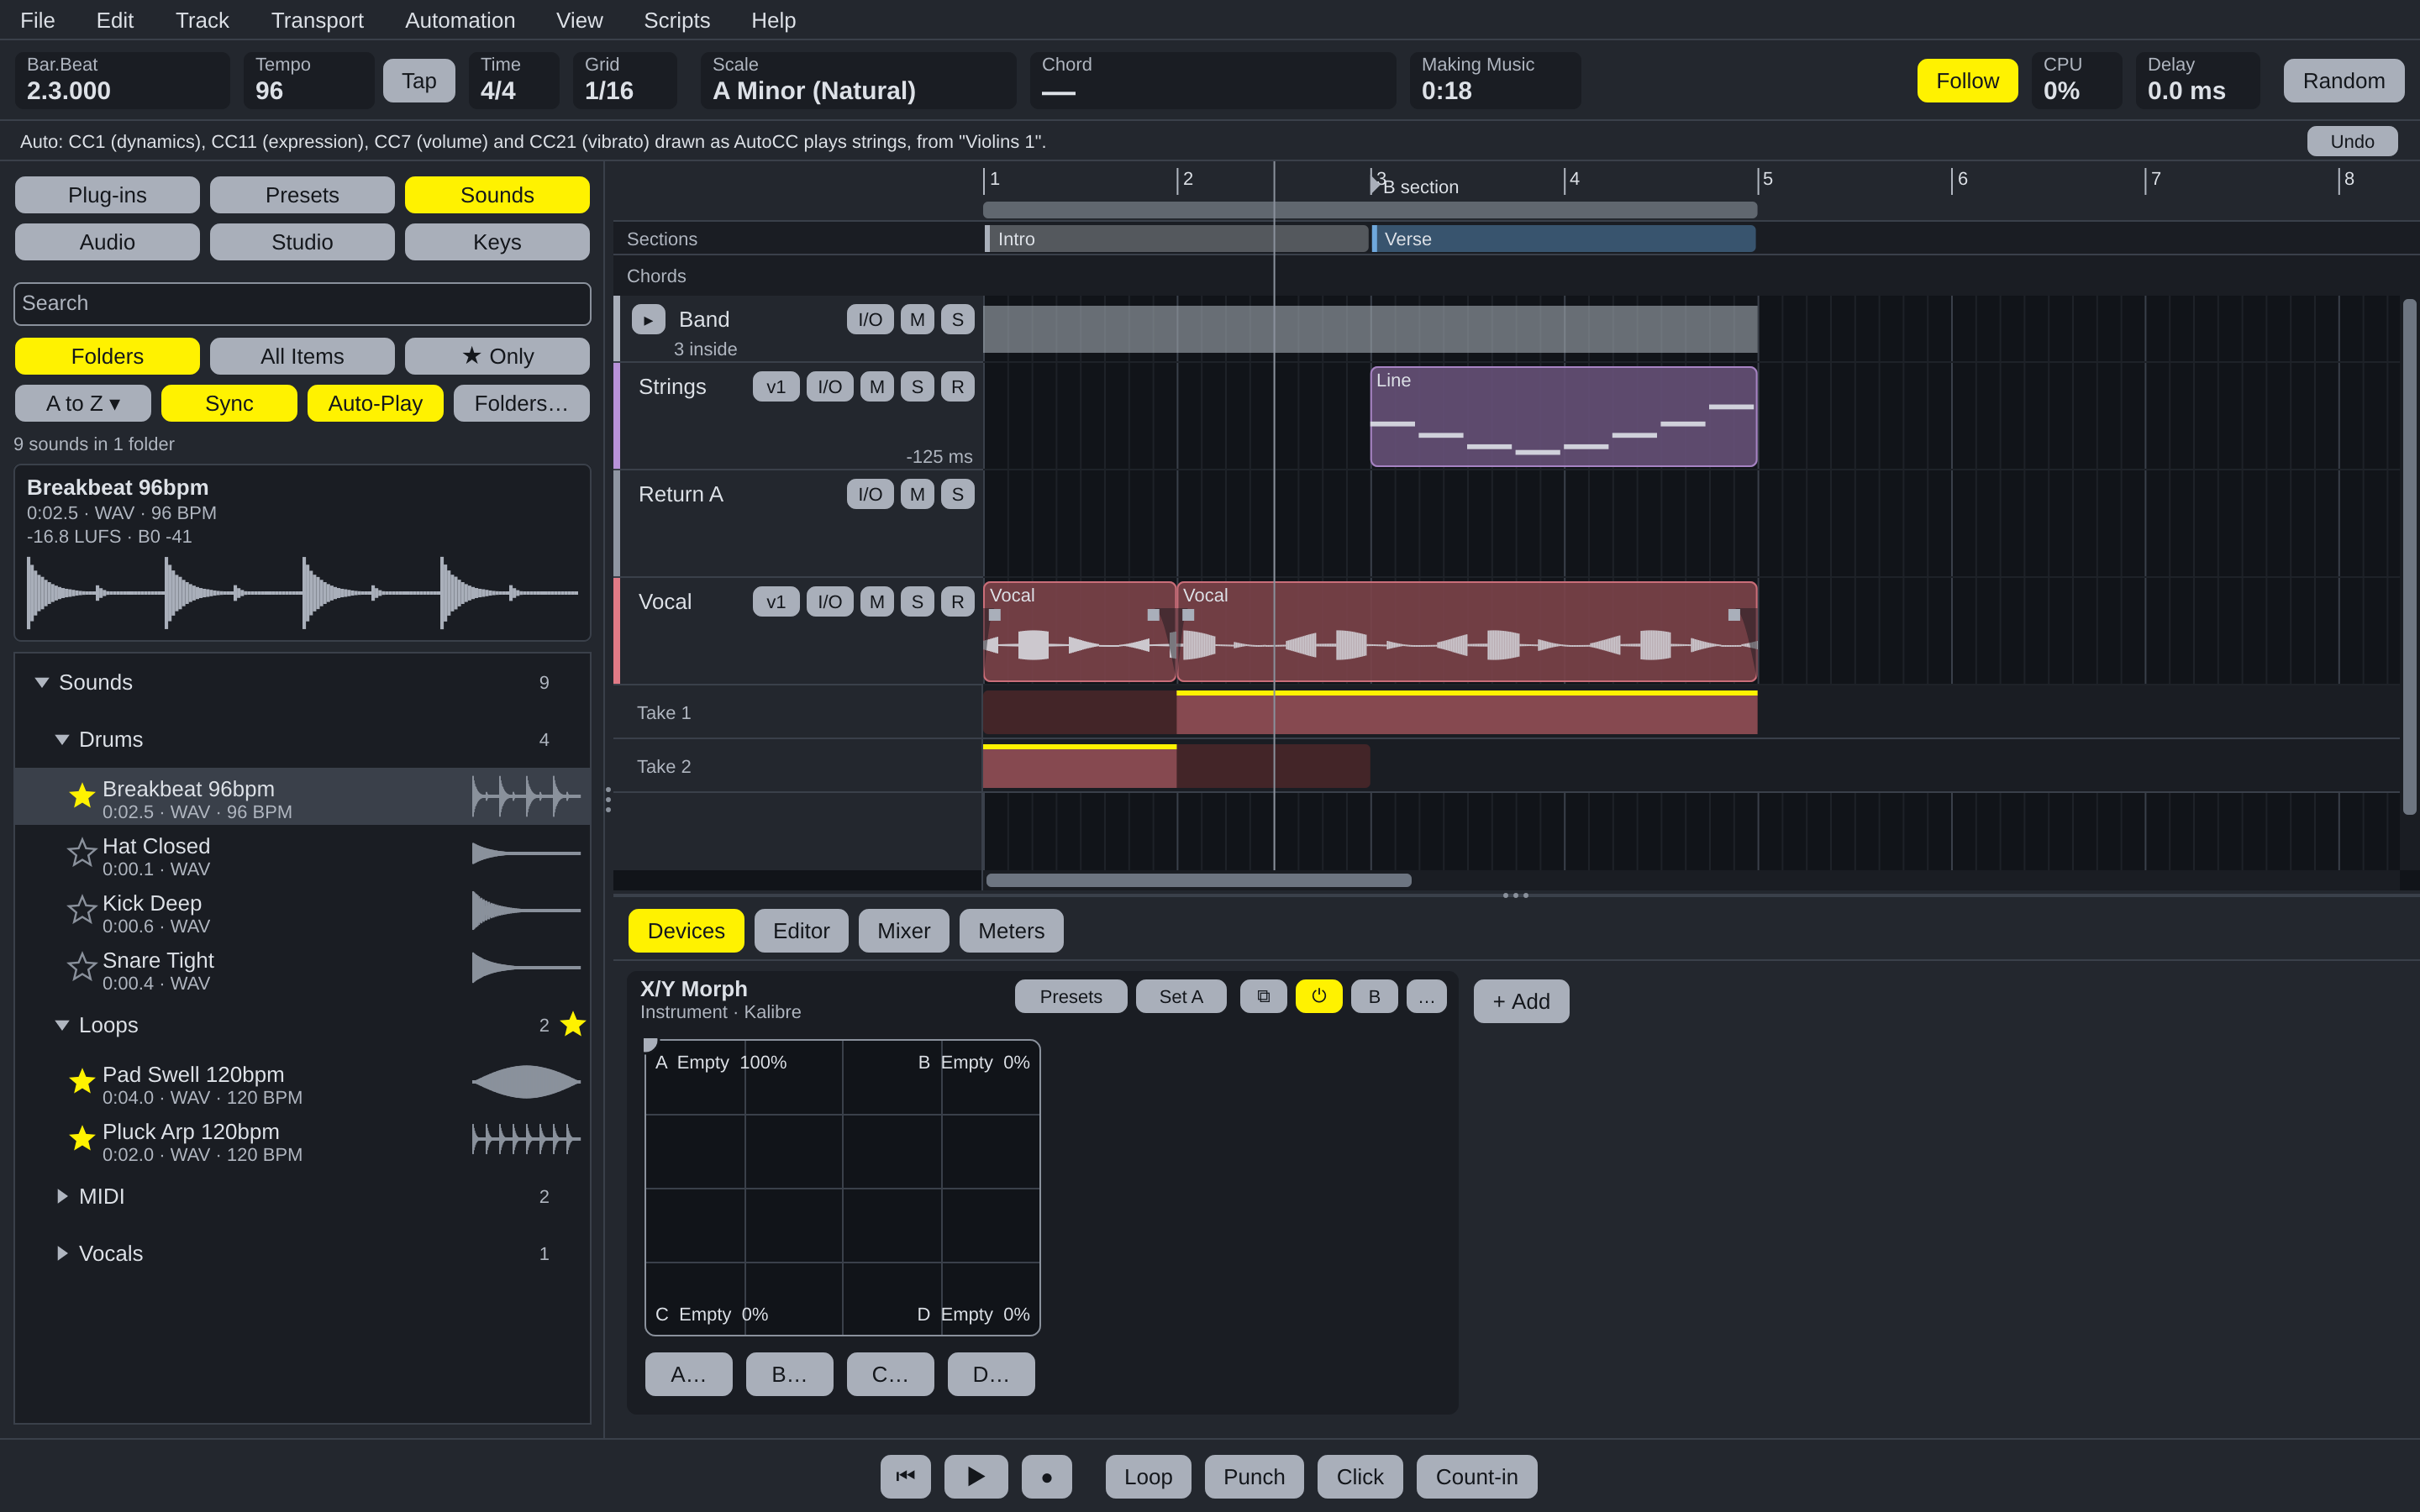 File Edit Track Transport Automation View Scripts Help
Bar.Beat Tempo Time Grid Scale Chord Making Music CPU Delay
2.3.000 96 Tap 4/4 1/16 A Minor (Natural) — 0:18 Follow 0% 0.0 ms Random
Auto: CC1 (dynamics), CC11 (expression), CC7 (volume) and CC21 (vibrato) drawn as AutoCC plays strings, from "Violins 1". Undo
Plug-ins Presets Sounds
Audio Studio Keys
Search
Folders All Items ★ Only
A to Z ▾ Sync Auto-Play Folders…
9 sounds in 1 folder
Breakbeat 96bpm
0:02.5 · WAV · 96 BPM
-16.8 LUFS · B0 -41
Sounds 9
Drums 4
Breakbeat 96bpm
0:02.5 · WAV · 96 BPM
Hat Closed
0:00.1 · WAV
Kick Deep
0:00.6 · WAV
Snare Tight
0:00.4 · WAV
Loops 2
Pad Swell 120bpm
0:04.0 · WAV · 120 BPM
Pluck Arp 120bpm
0:02.0 · WAV · 120 BPM
MIDI 2
Vocals 1
1 2 3 4 5 6 7 8
B section
Sections Intro Verse
Chords
Band I/O M S
3 inside
Strings v1 I/O M S R
Line
-125 ms
Return A I/O M S
Vocal v1 I/O M S R
Vocal Vocal
Take 1
Take 2
Devices Editor Mixer Meters
X/Y Morph Presets Set A B …
Instrument · Kalibre
+ Add
A Empty 100% B Empty 0%
C Empty 0% D Empty 0%
A… B… C… D…
Loop Punch Click Count-in